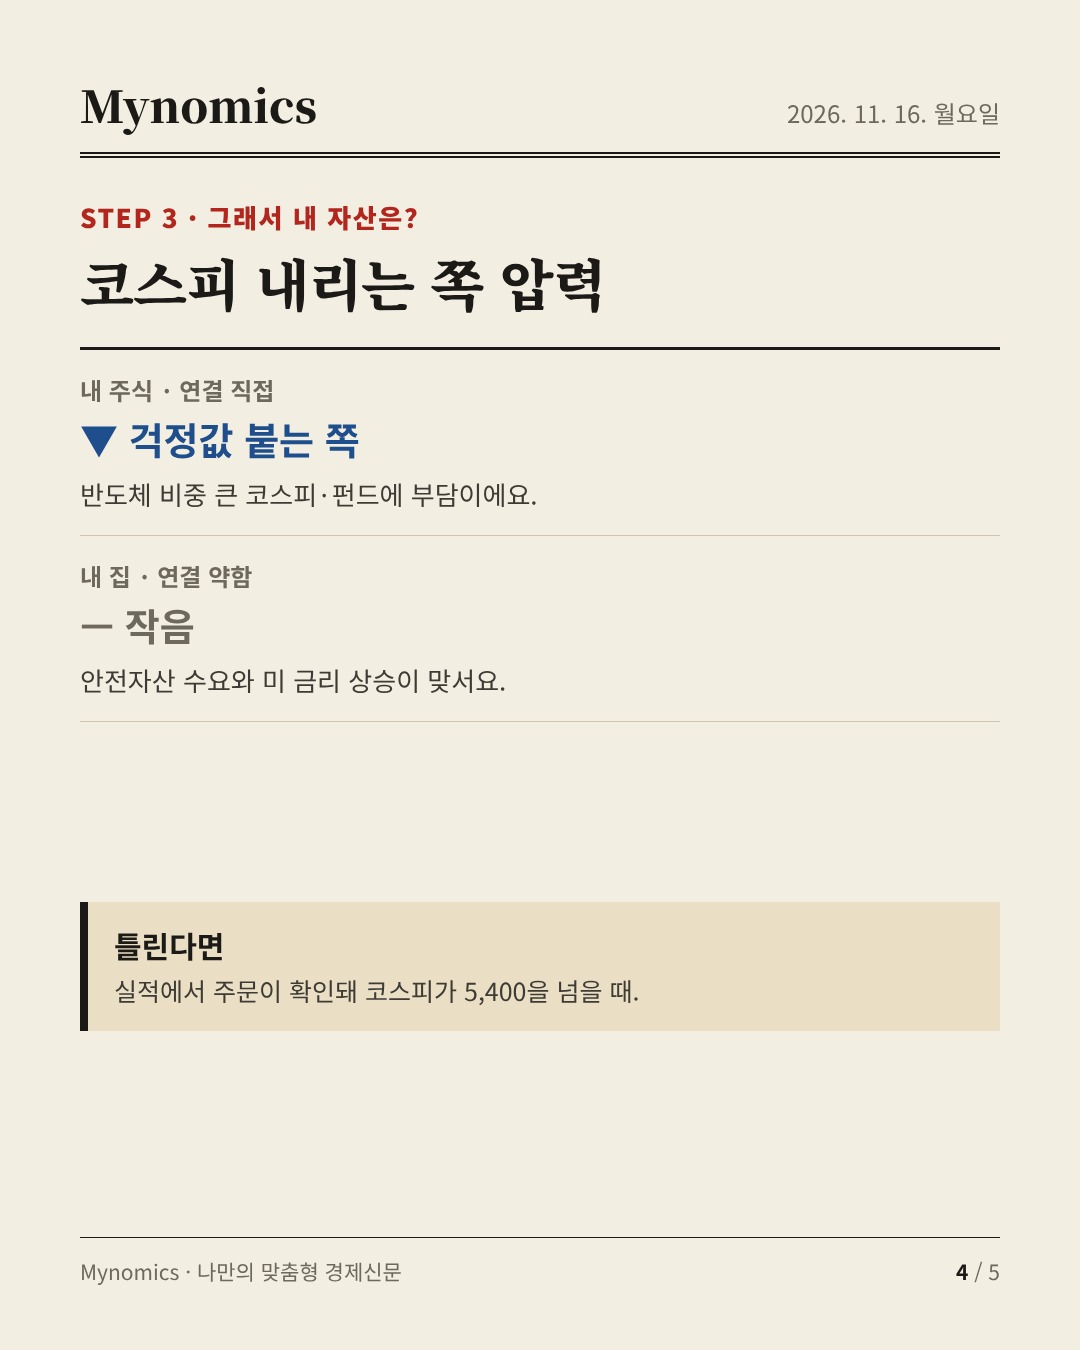 Mynomics
2026. 11. 16. 월요일
STEP 3 · 그래서 내 자산은?
코스피 내리는 쪽 압력
내 주식 · 연결 직접
▼ 걱정값 붙는 쪽
반도체 비중 큰 코스피·펀드에 부담이에요.
내 집 · 연결 약함
— 작음
안전자산 수요와 미 금리 상승이 맞서요.
틀린다면
실적에서 주문이 확인돼 코스피가 5,400을 넘을 때.
Mynomics · 나만의 맞춤형 경제신문
4 / 5